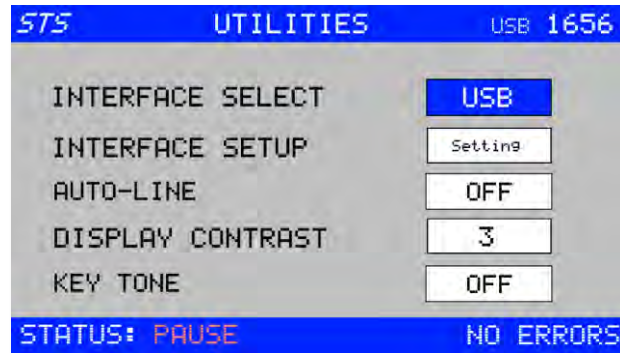 STS UTILITIES USB 1656
INTERFACE SELECT USB
INTERFACE SETUP Setting
AUTO-LINE OFF
DISPLAY CONTRAST 3
KEY TONE OFF
STATUS: PAUSE NO ERRORS